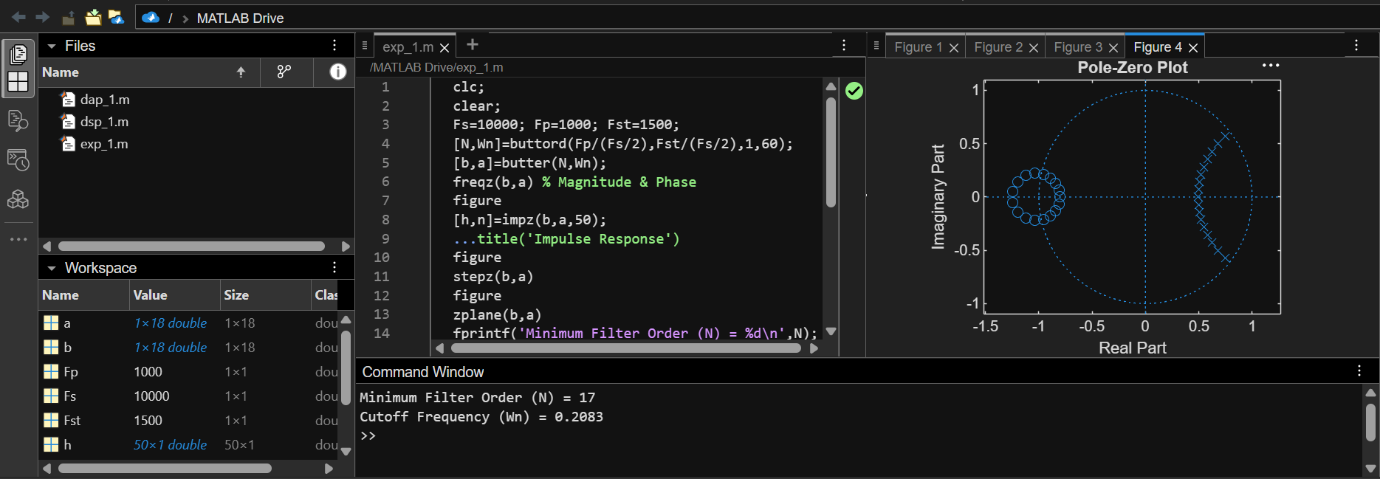 / > MATLAB Drive
Files
Name
dap_1.m
dsp_1.m
exp_1.m
Workspace
Name Value Size Clas
a 1×18 double 1×18 dou
b 1×18 double 1×18 dou
Fp 1000 1×1 dou
Fs 10000 1×1 dou
Fst 1500 1×1 dou
h 50×1 double 50×1 dou
exp_1.m
/MATLAB Drive/exp_1.m
1 clc;
2 clear;
3 Fs=10000; Fp=1000; Fst=1500;
4 [N,Wn]=buttord(Fp/(Fs/2),Fst/(Fs/2),1,60);
5 [b,a]=butter(N,Wn);
6 freqz(b,a) % Magnitude & Phase
7 figure
8 [h,n]=impz(b,a,50);
9 ...title('Impulse Response')
10 figure
11 stepz(b,a)
12 figure
13 zplane(b,a)
14 fprintf('Minimum Filter Order (N) = %d\n',N);
Figure 1 Figure 2 Figure 3 Figure 4
Pole-Zero Plot
1
0.5
0
-0.5
-1
Imaginary Part
-1.5 -1 -0.5 0 0.5 1
Real Part
Command Window
Minimum Filter Order (N) = 17
Cutoff Frequency (Wn) = 0.2083
>>